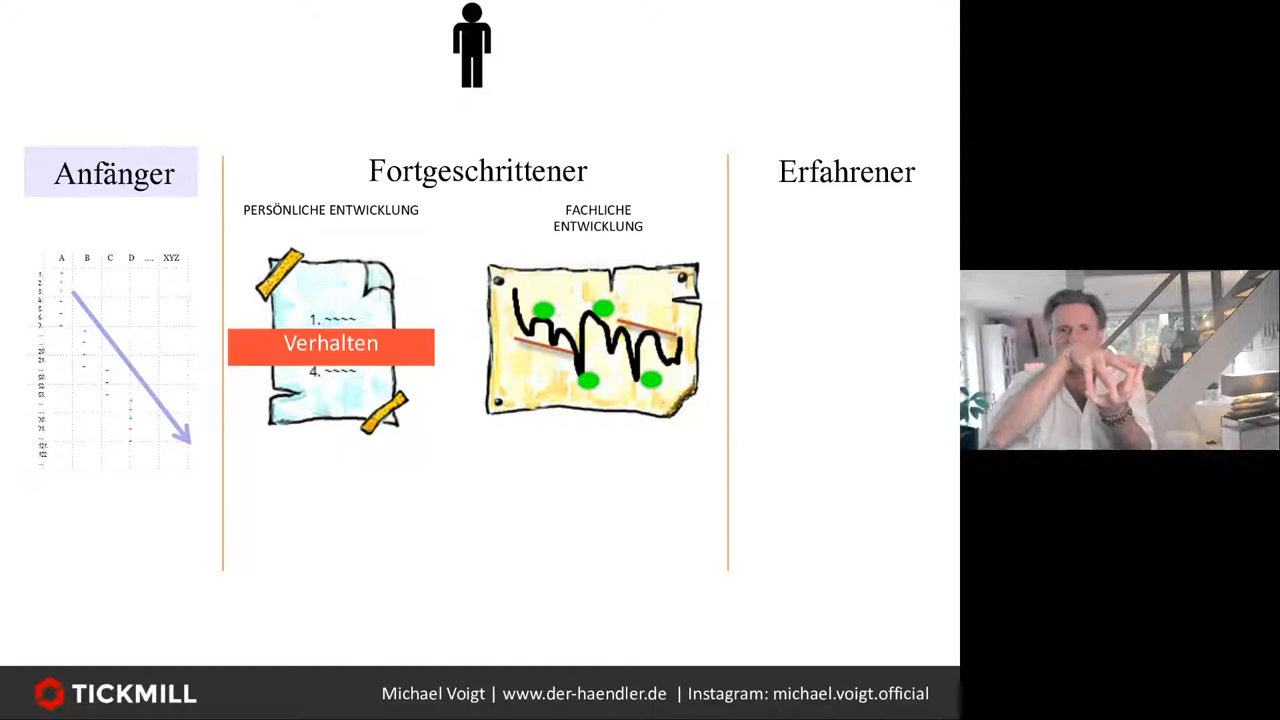 Anfänger
Fortgeschrittener
Erfahrener
PERSÖNLICHE ENTWICKLUNG
FACHLICHE
ENTWICKLUNG
A B C D .... XYZ
1. ~~~~
Verhalten
4. ~~~~
TICKMILL
Michael Voigt | www.der-haendler.de | Instagram: michael.voigt.official